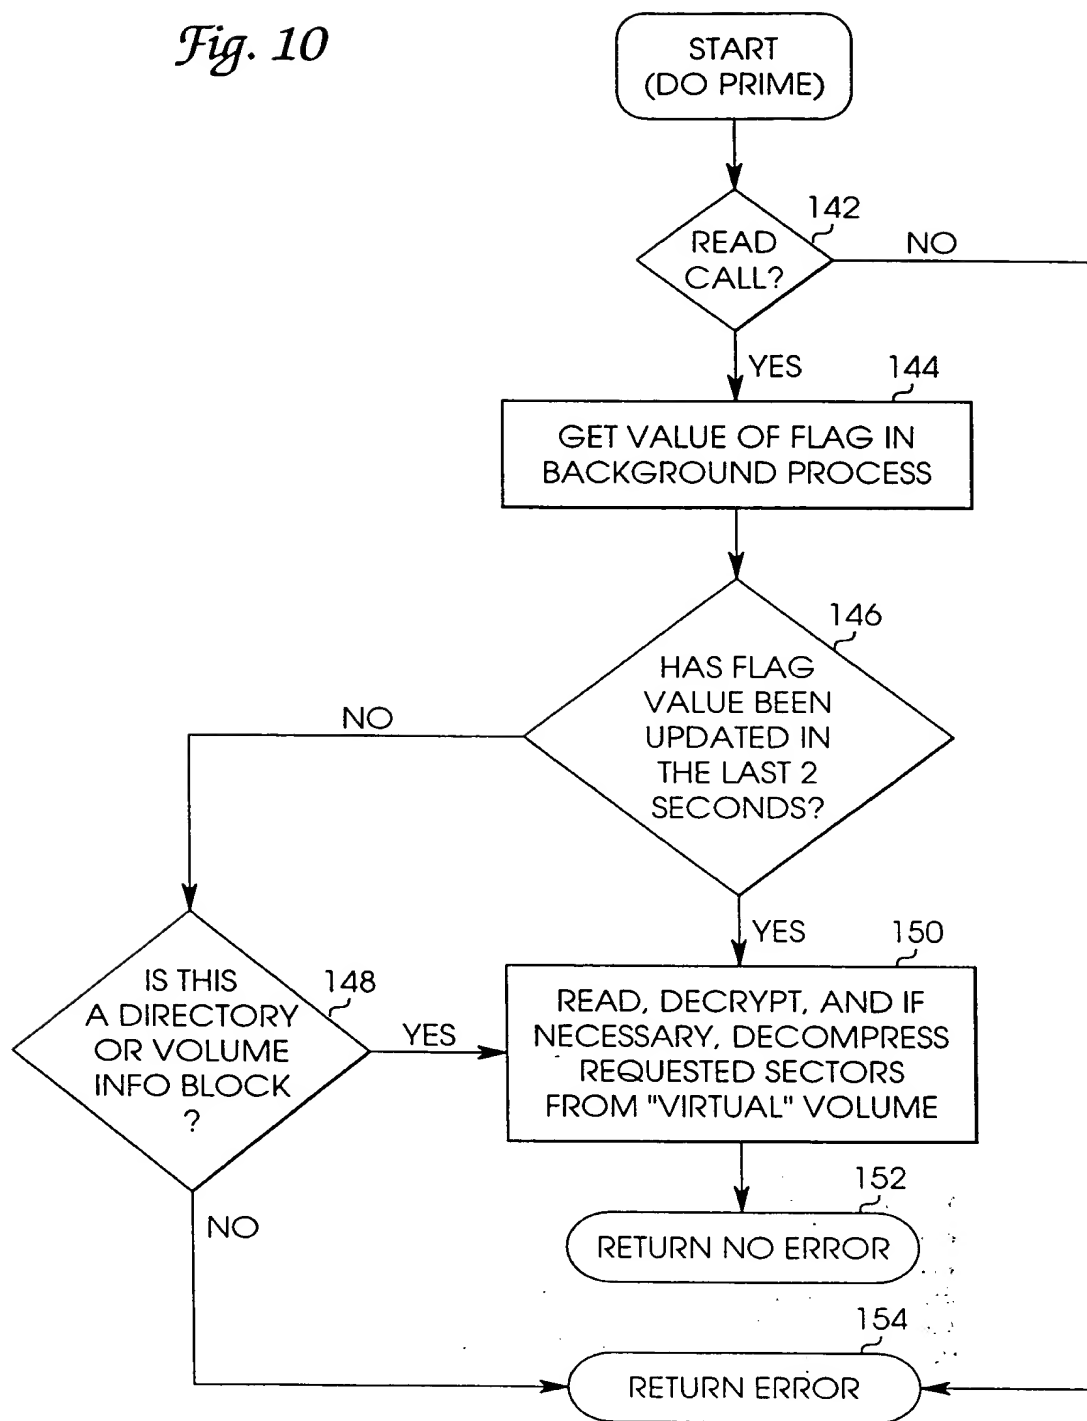 Fig. 10
START
(DO PRIME)
142
READ
CALL?
NO
YES
144
GET VALUE OF FLAG IN
BACKGROUND PROCESS
146
HAS FLAG
VALUE BEEN
UPDATED IN
THE LAST 2
SECONDS?
NO
YES
148
IS THIS
A DIRECTORY
OR VOLUME
INFO BLOCK
?
YES
150
READ, DECRYPT, AND IF
NECESSARY, DECOMPRESS
REQUESTED SECTORS
FROM "VIRTUAL" VOLUME
NO
152
RETURN NO ERROR
154
RETURN ERROR